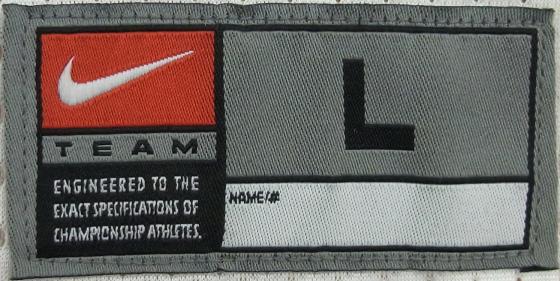 TEAM
ENGINEERED TO THE
EXACT SPECIFICATIONS OF
CHAMPIONSHIP ATHLETES.
L
NAME/#